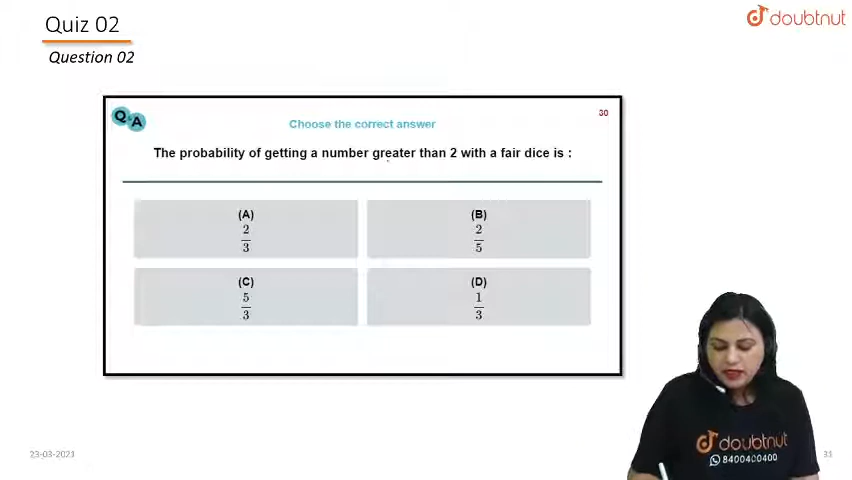 Quiz 02
doubtnut
Question 02
Q&A
30
Choose the correct answer
The probability of getting a number greater than 2 with a fair dice is :
(A)
2
3
(B)
2
5
(C)
5
3
(D)
1
3
doubtnut
8400400400
23-03-2021
31